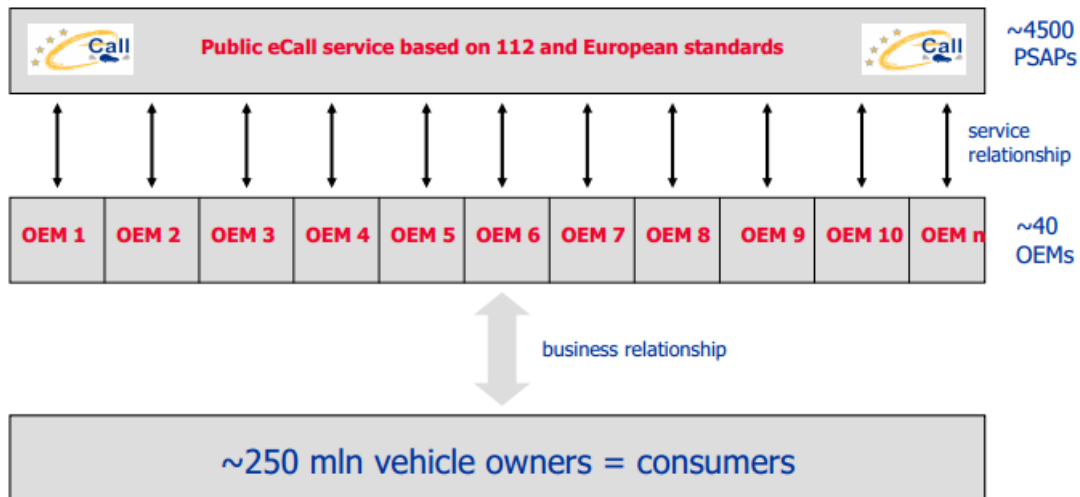 Call
Public eCall service based on 112 and European standards
Call
~4500
PSAPs
service
relationship
OEM 1
OEM 2
OEM 3
OEM 4
OEM 5
OEM 6
OEM 7
OEM 8
OEM 9
OEM 10
OEM n
~40
OEMs
business relationship
~250 mln vehicle owners = consumers